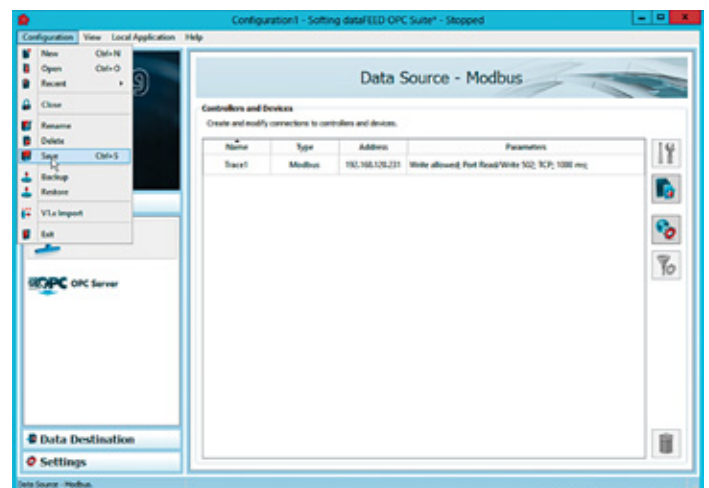 Configuration1 - Softing dataFEED OPC Suite* - Stopped
Configuration View Local Application Help
New Ctrl+N
Open Ctrl+O
Recent
Close
Rename
Delete
Save Ctrl+S
Backup
Restore
V1.x Import
Exit
g
OPC OPC Server
Data Destination
Settings
Data Source - Modbus
Controllers and Devices
Create and modify connections to controllers and devices.
Name Type Address Parameters
Trace1 Modbus 192.168.120.231 Write allowed; Port Read/Write 502; TCP; 1000 ms;
Data Source - Modbus.